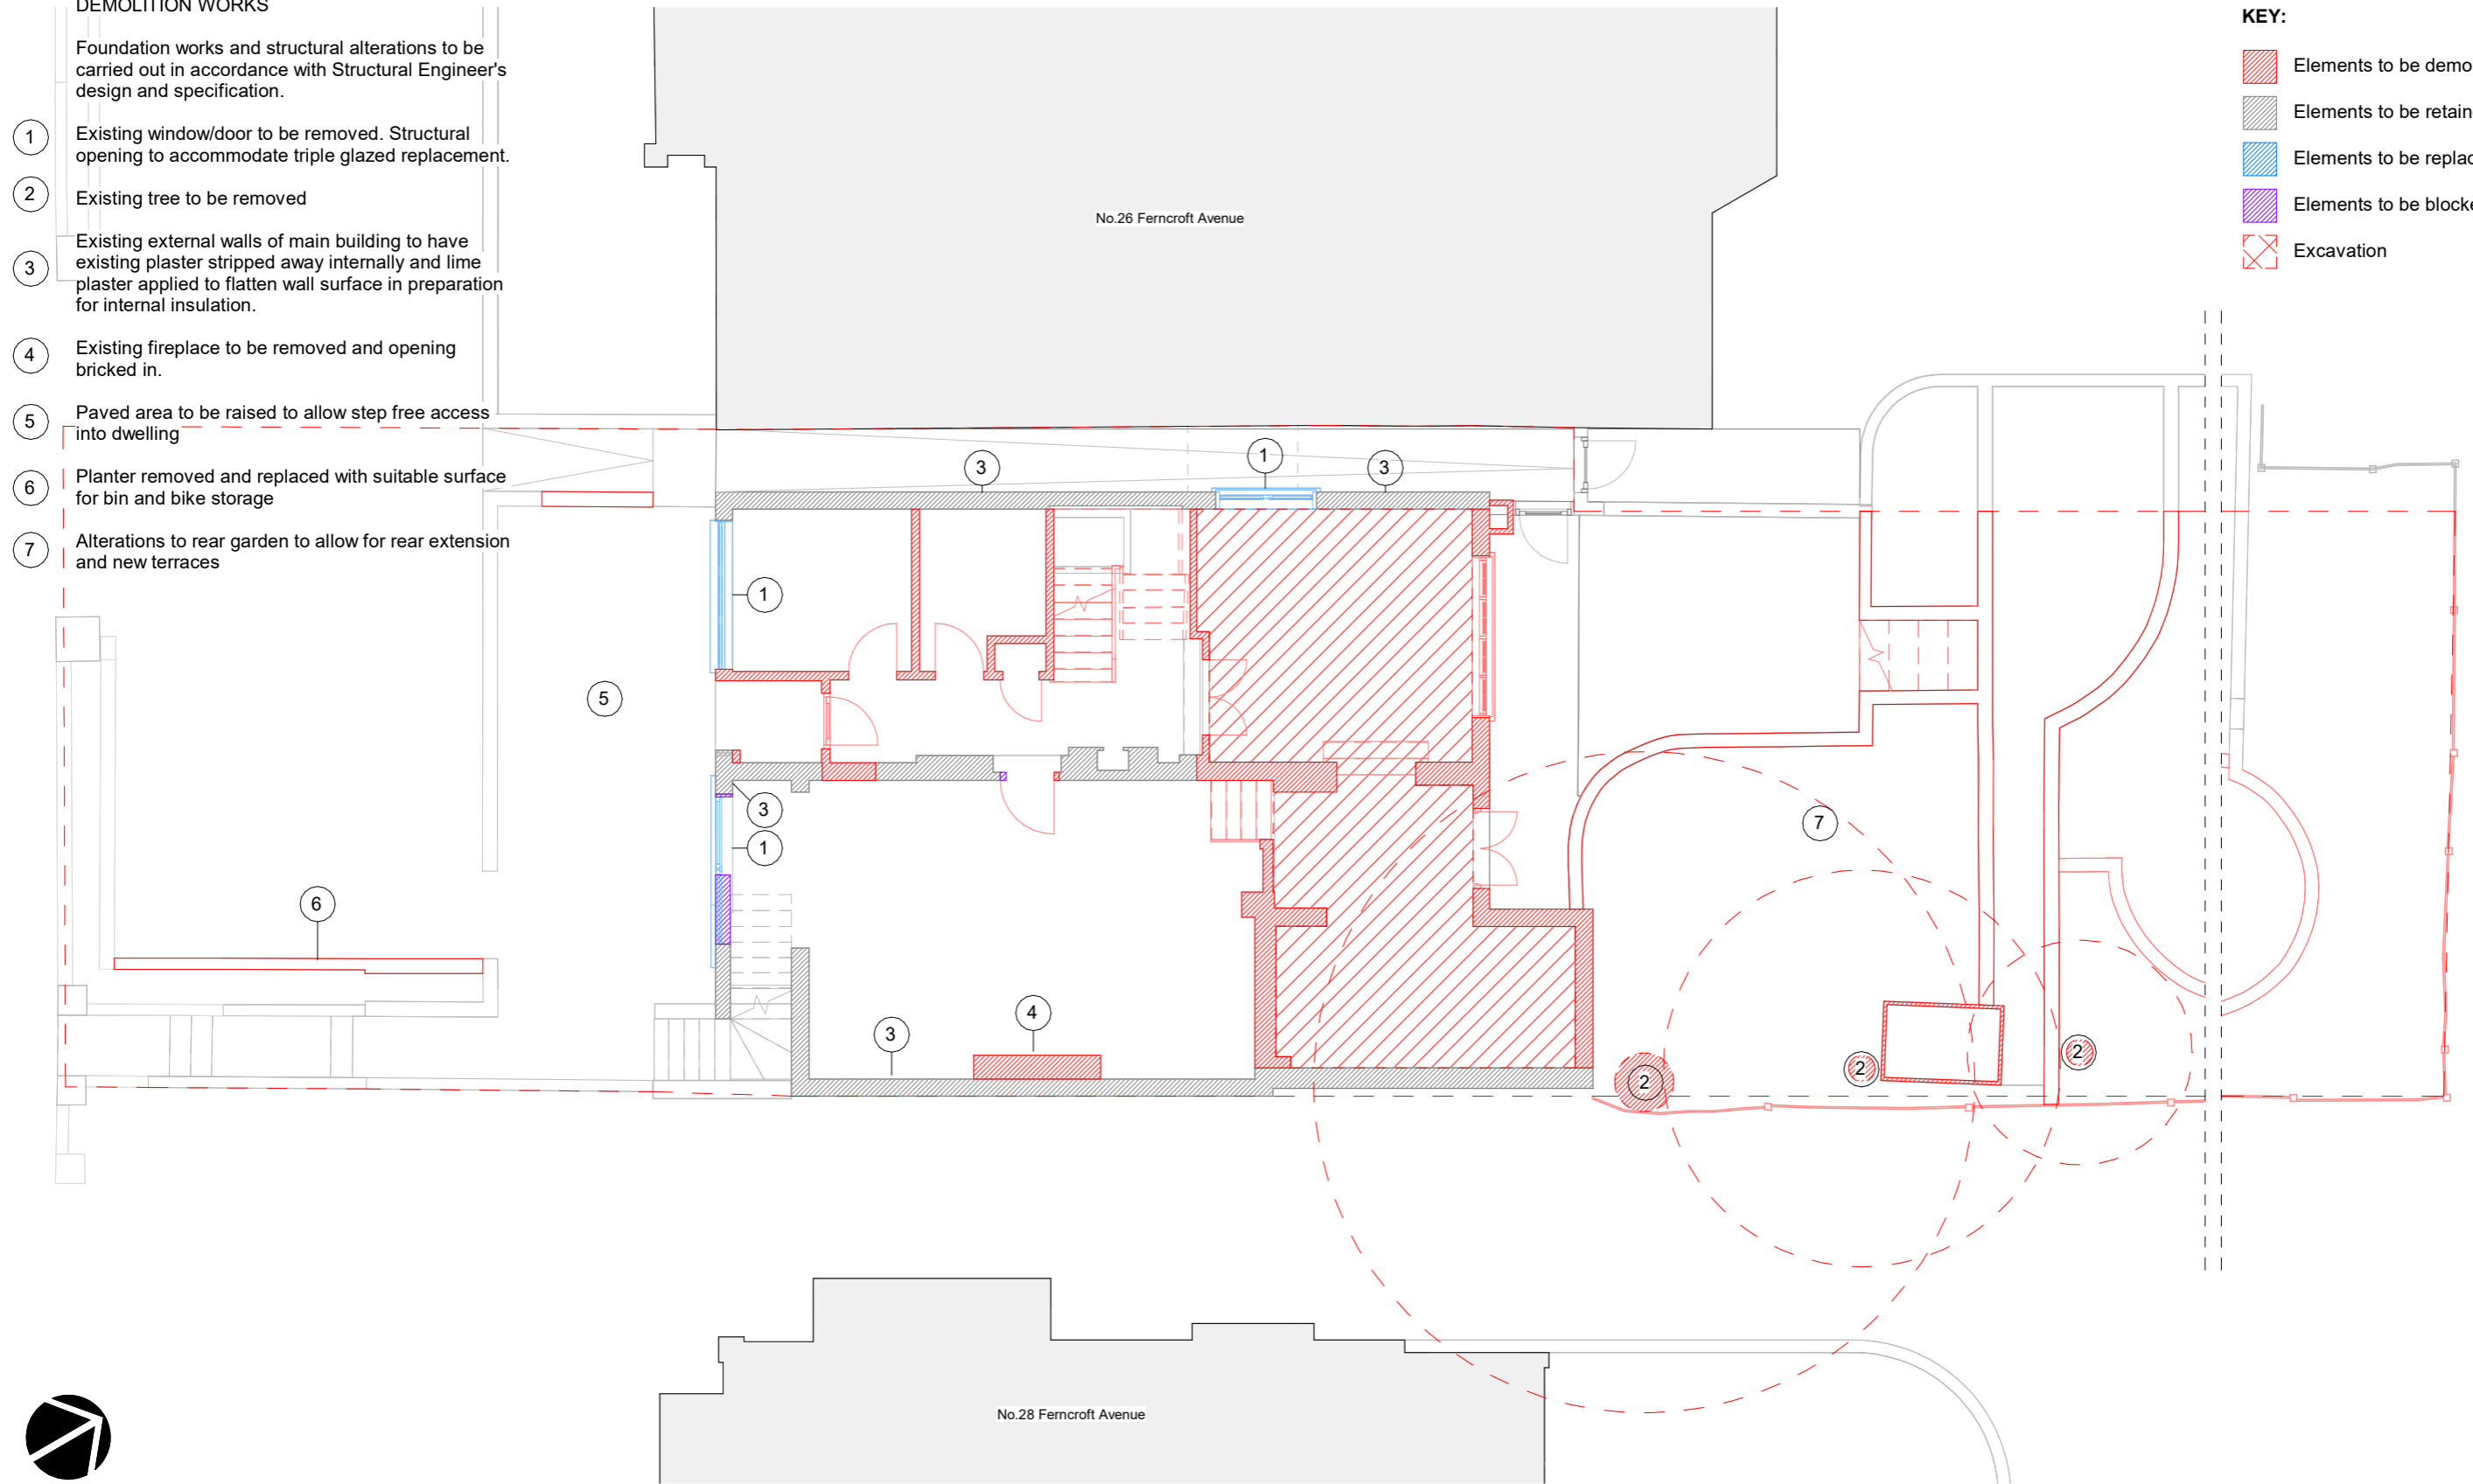 DEMOLITION WORKS
Foundation works and structural alterations to be
carried out in accordance with Structural Engineer's
design and specification.
1
Existing window/door to be removed. Structural
opening to accommodate triple glazed replacement.
2
Existing tree to be removed
3
Existing external walls of main building to have
existing plaster stripped away internally and lime
plaster applied to flatten wall surface in preparation
for internal insulation.
4
Existing fireplace to be removed and opening
bricked in.
5
Paved area to be raised to allow step free access
into dwelling
6
Planter removed and replaced with suitable surface
for bin and bike storage
7
Alterations to rear garden to allow for rear extension
and new terraces
KEY:
Elements to be demo
Elements to be retain
Elements to be replac
Elements to be blocke
Excavation
No.26 Ferncroft Avenue
3
1
3
1
5
3
1
7
6
4
3
2
2
2
No.28 Ferncroft Avenue